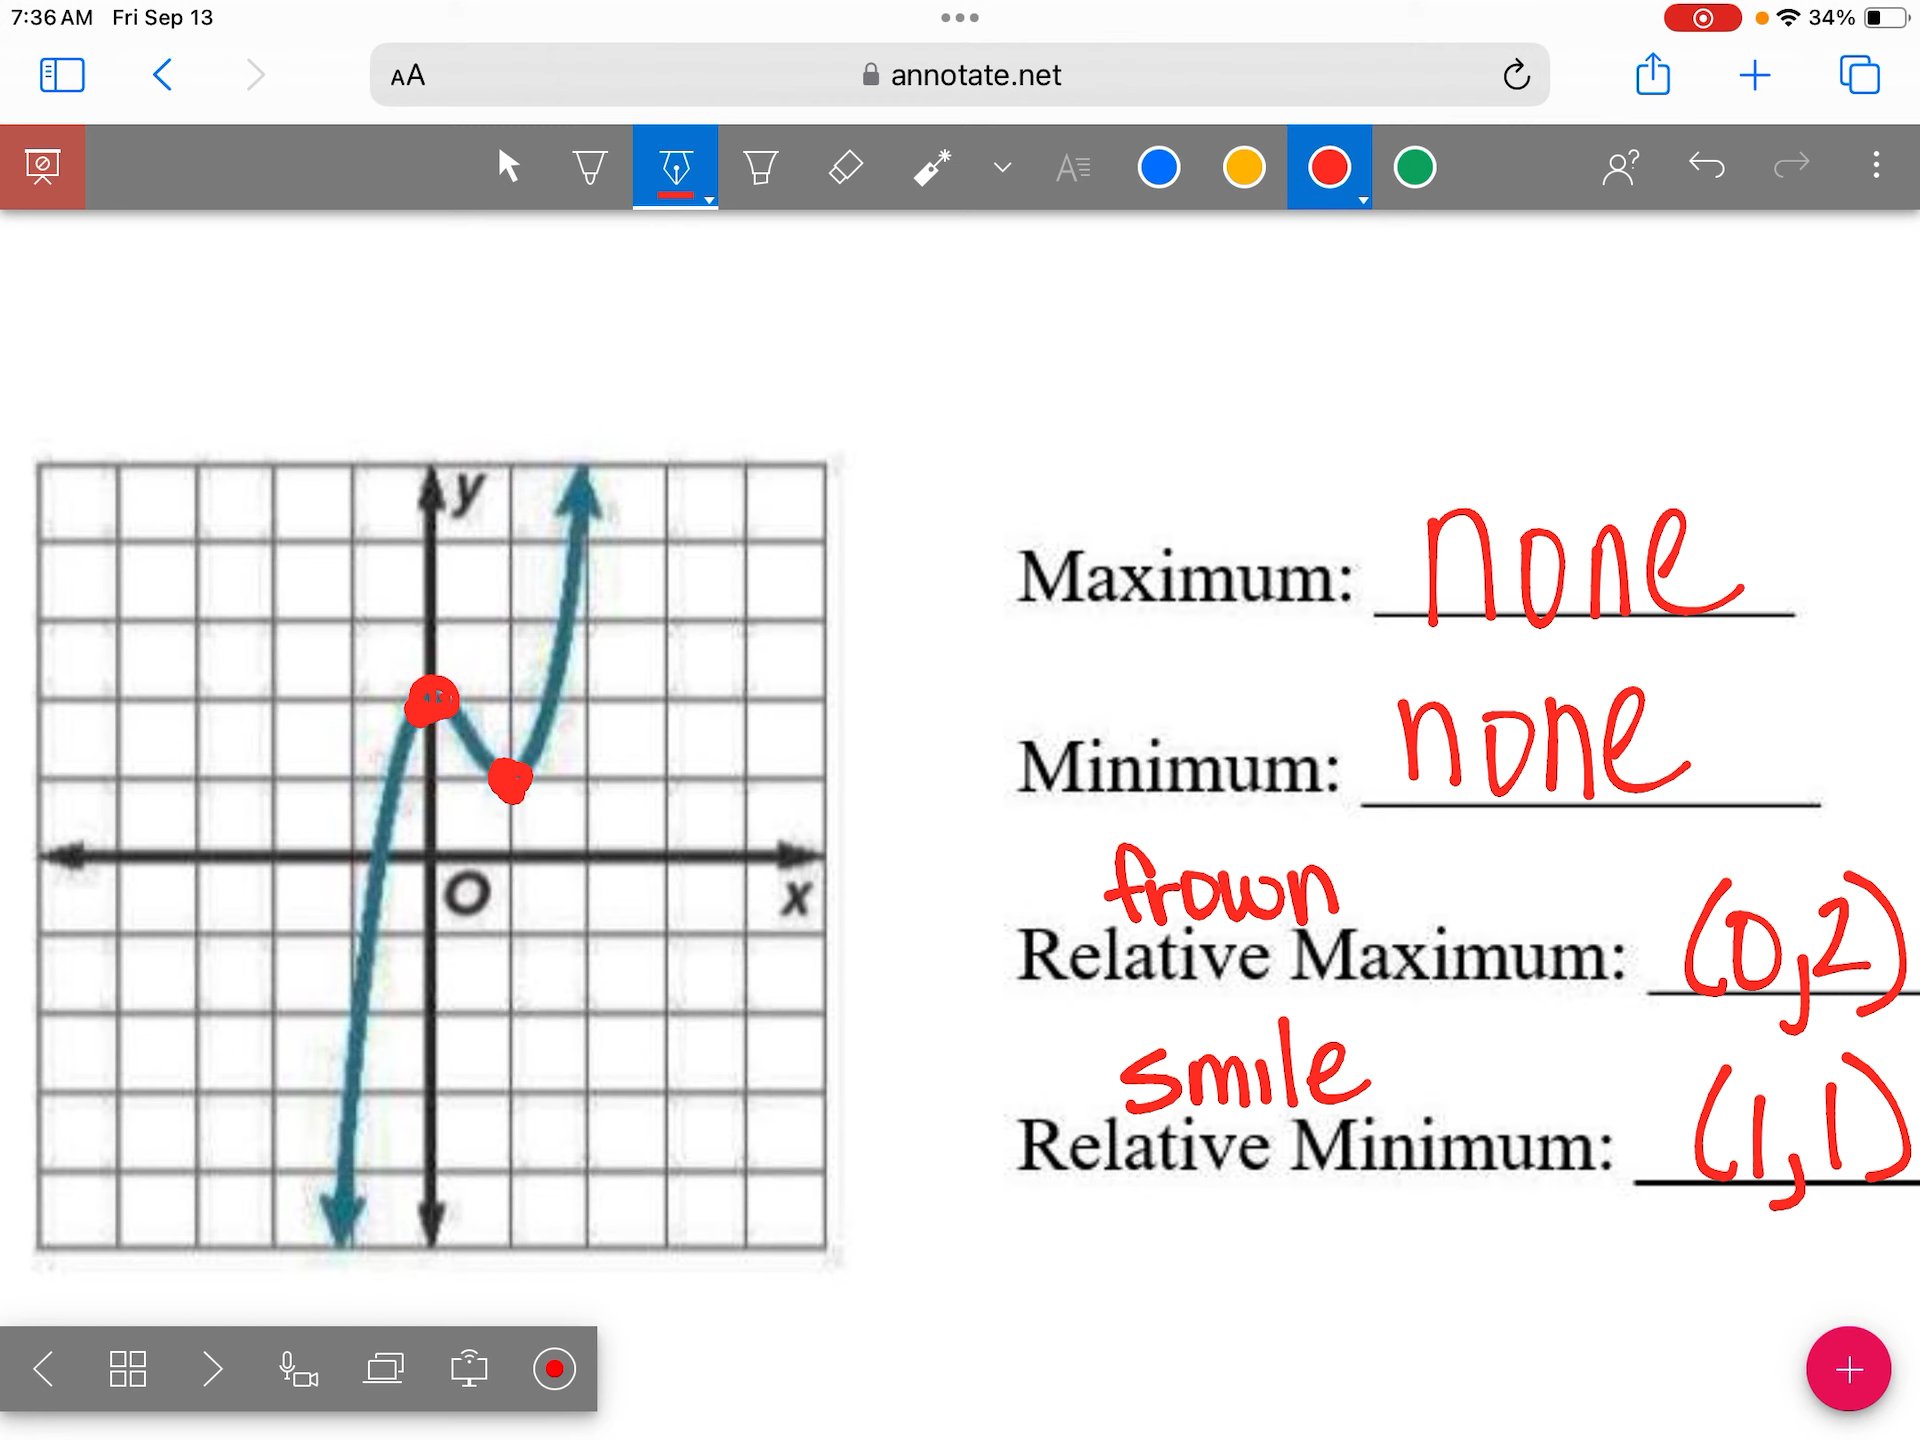 7:36 AM Fri Sep 13
34%
AA annotate.net
A
y
O
x
Maximum: none
Minimum: none
frown
Relative Maximum: (0,2)
smile
Relative Minimum: (1,1)